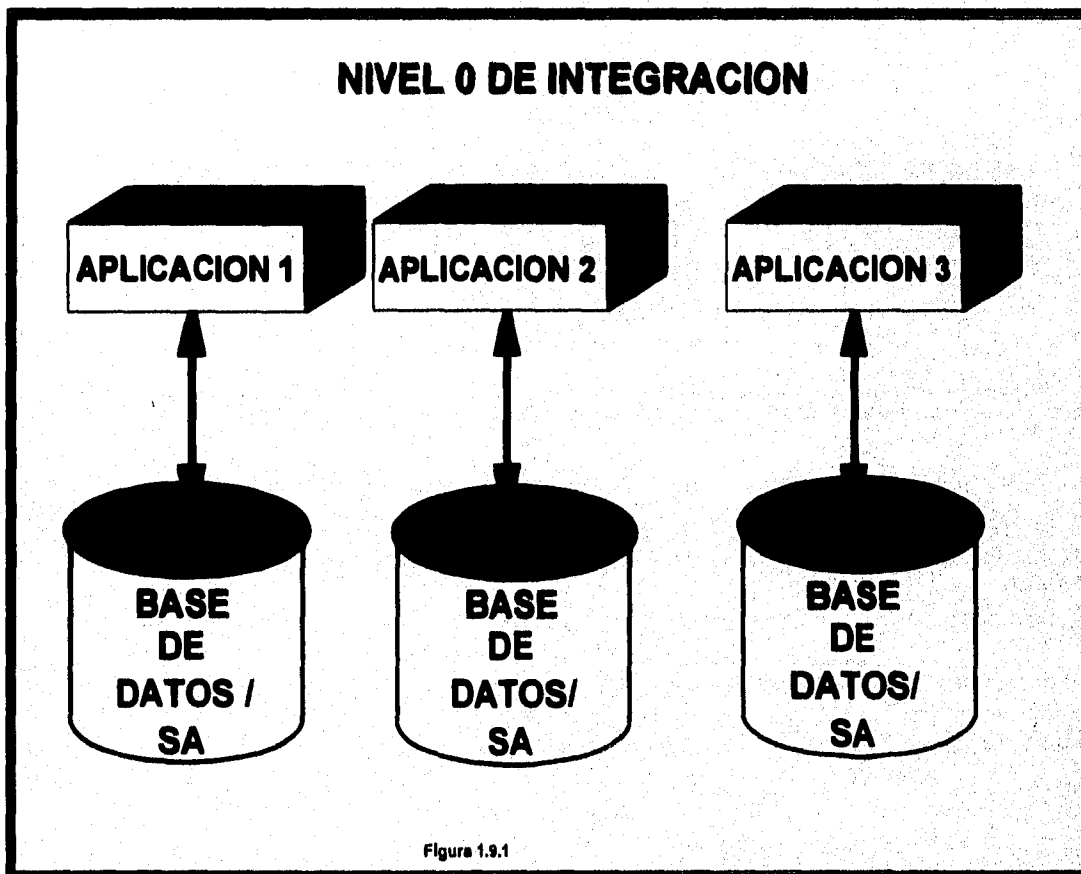 NIVEL 0 DE INTEGRACION
APLICACION 1
APLICACION 2
APLICACION 3
BASE
DE
DATOS /
SA
BASE
DE
DATOS/
SA
BASE
DE
DATOS/
SA
Figura 1.9.1